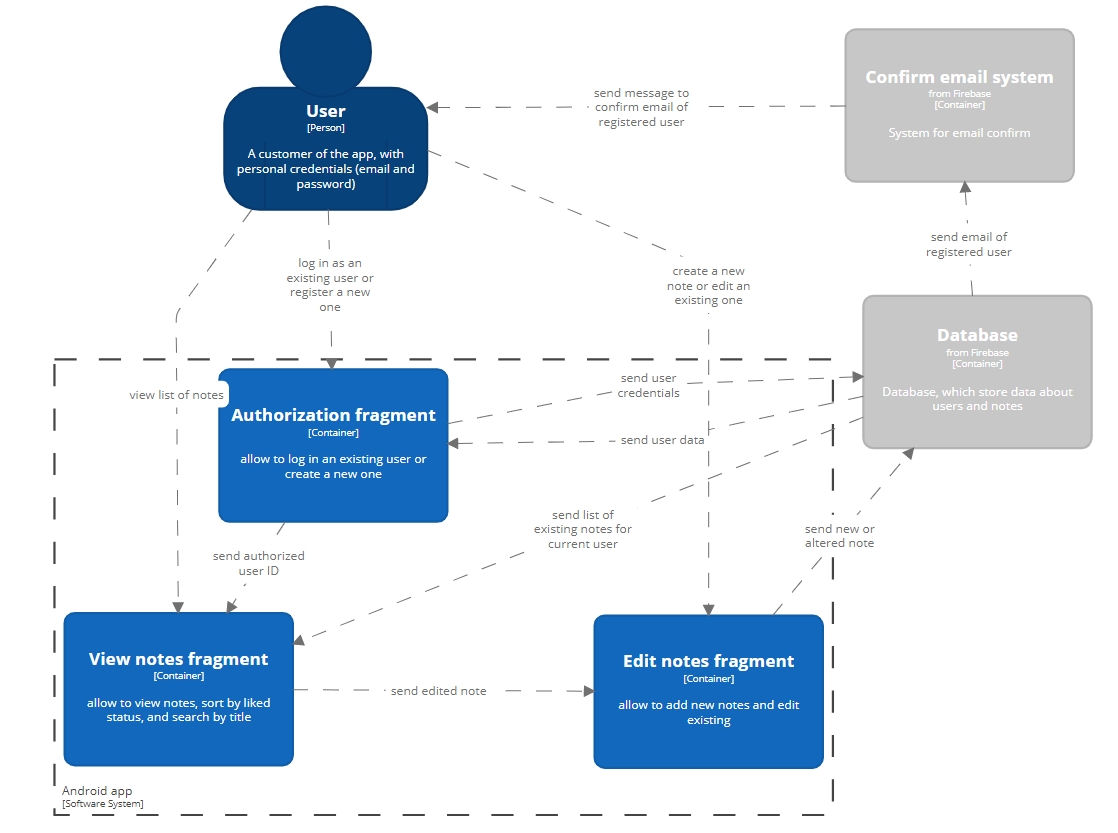 User
[Person]
A customer of the app, with
personal credentials (email and
password)
send message to
confirm email of
registered user
Confirm email system
from Firebase
[Container]
System for email confirm
log in as an
existing user or
register a new
one
create a new
note or edit an
existing one
send email of
registered user
Database
from Firebase
[Container]
Database, which store data about
users and notes
view list of notes
Authorization fragment
[Container]
allow to log in an existing user or
create a new one
send user
credentials
send user data
send list of
existing notes for
current user
send new or
altered note
send authorized
user ID
View notes fragment
[Container]
allow to view notes, sort by liked
status, and search by title
send edited note
Edit notes fragment
[Container]
allow to add new notes and edit
existing
Android app
[Software System]